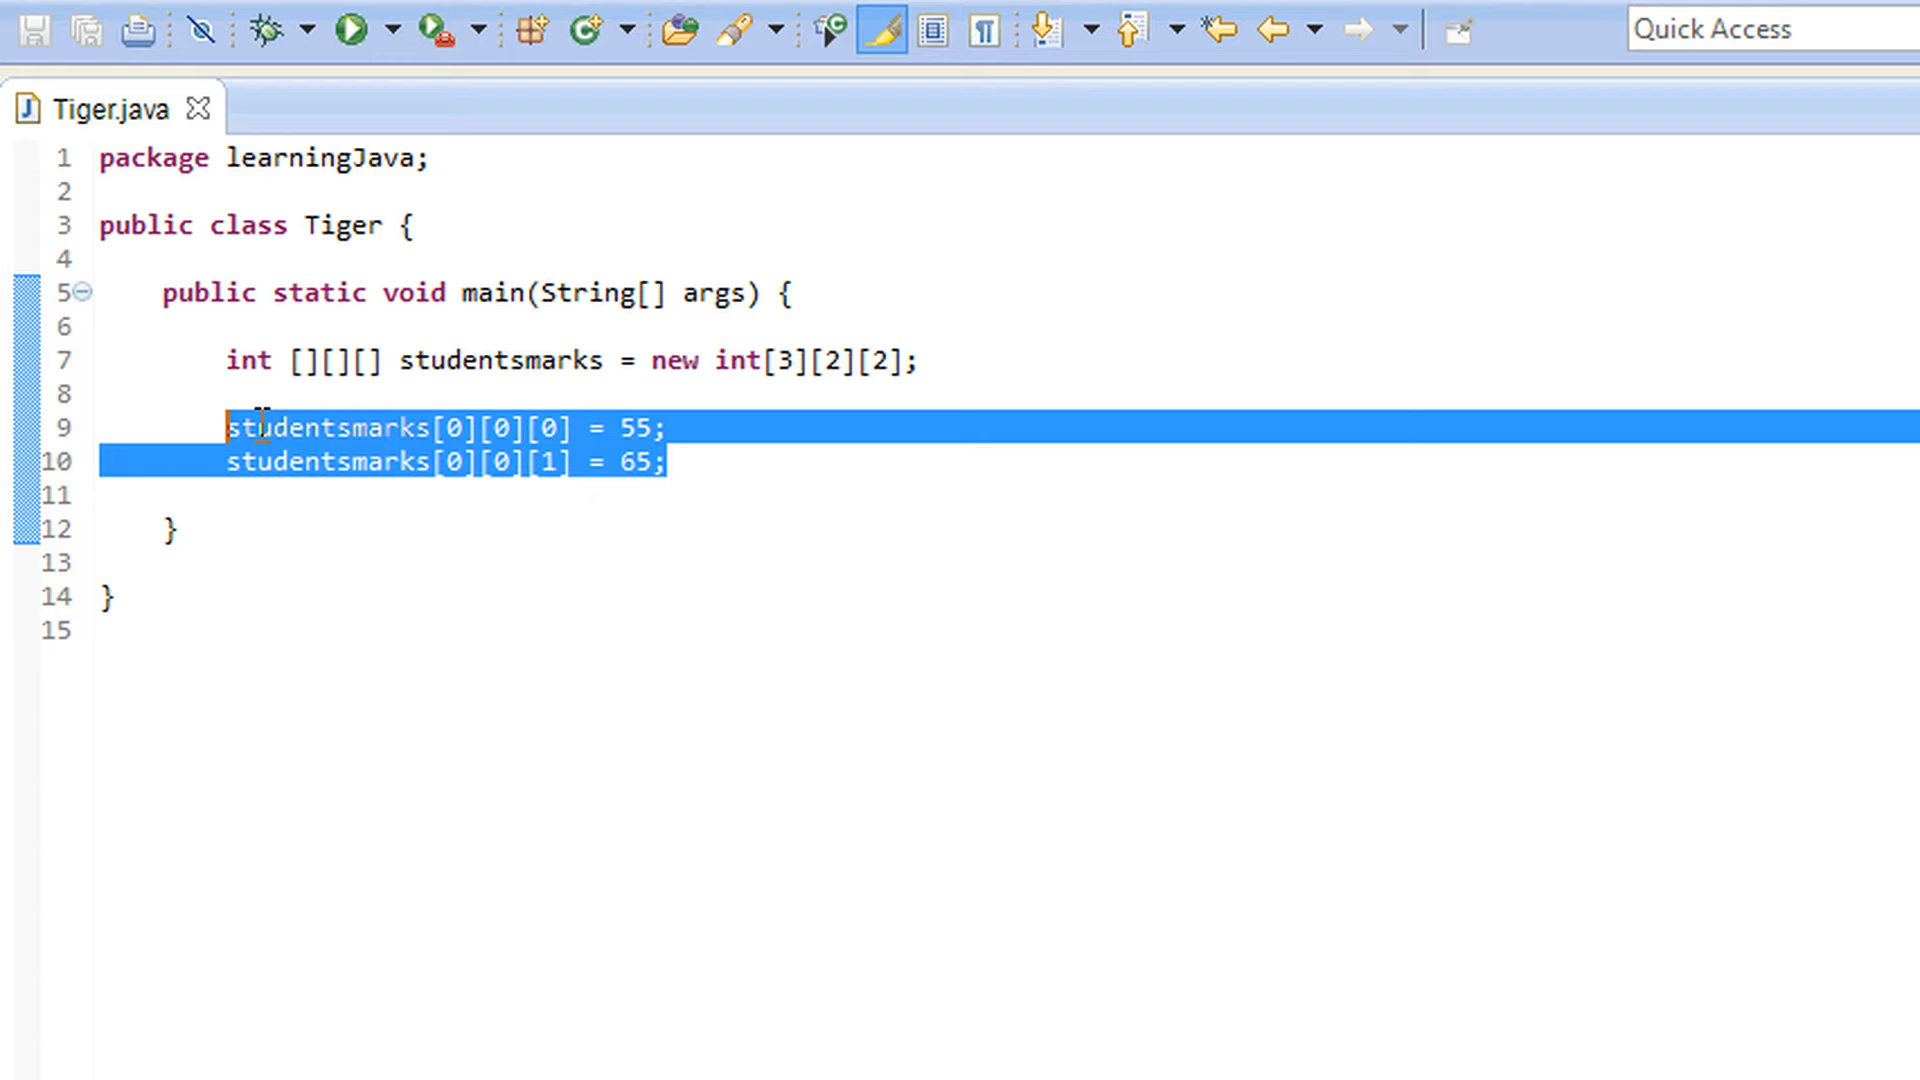 Quick Access
Tiger.java
1 package learningJava;
2
3 public class Tiger {
4
5 public static void main(String[] args) {
6
7 int [][][] studentsmarks = new int[3][2][2];
8
9 studentsmarks[0][0][0] = 55;
10 studentsmarks[0][0][1] = 65;
11
12 }
13
14 }
15